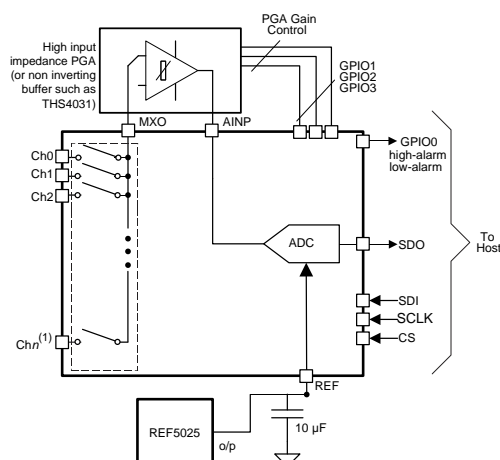 PGA Gain
Control
High input
impedance PGA
(or non inverting
buffer such as
THS4031)
GPIO1
GPIO2
GPIO3
MXO
AINP
Ch0
Ch1
Ch2
Chn(1)
GPIO0
high-alarm
low-alarm
ADC
SDO
To
Host
SDI
SCLK
CS
REF
10 µF
REF5025
o/p